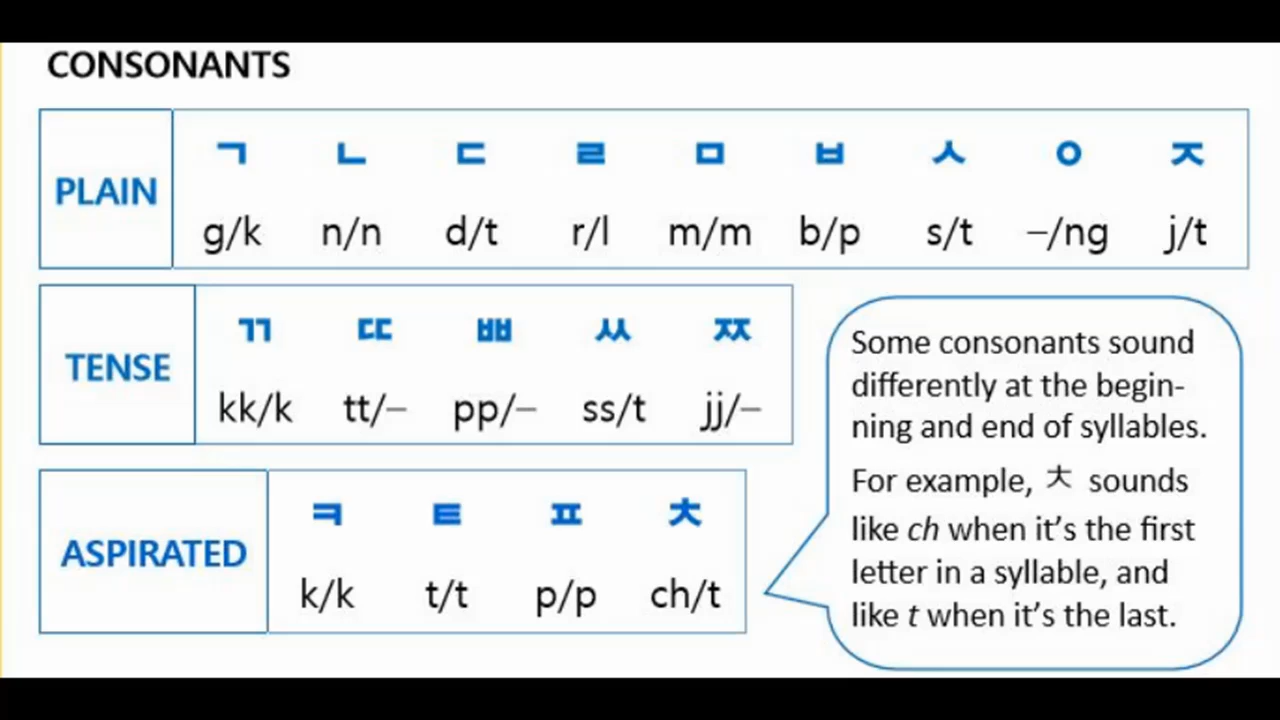 CONSONANTS
PLAIN
ㄱ ㄴ ㄷ ㄹ ㅁ ㅂ ㅅ ㅇ ㅈ
g/k n/n d/t r/l m/m b/p s/t –/ng j/t
TENSE
ㄲ ㄸ ㅃ ㅆ ㅉ
kk/k tt/– pp/– ss/t jj/–
ASPIRATED
ㅋ ㅌ ㅍ ㅊ
k/k t/t p/p ch/t
Some consonants sound
differently at the begin-
ning and end of syllables.
For example, ㅊ sounds
like ch when it's the first
letter in a syllable, and
like t when it's the last.